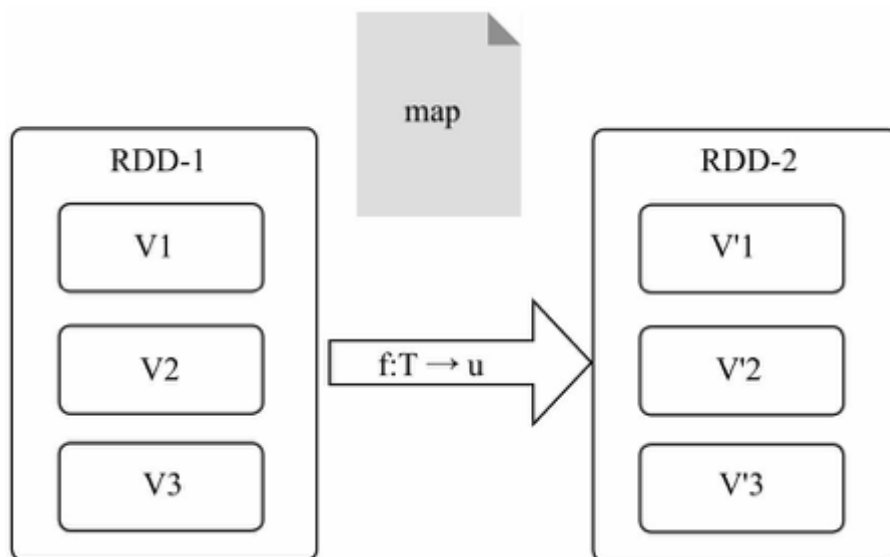 map
RDD-1
V1
V2
V3
f:T → u
RDD-2
V'1
V'2
V'3